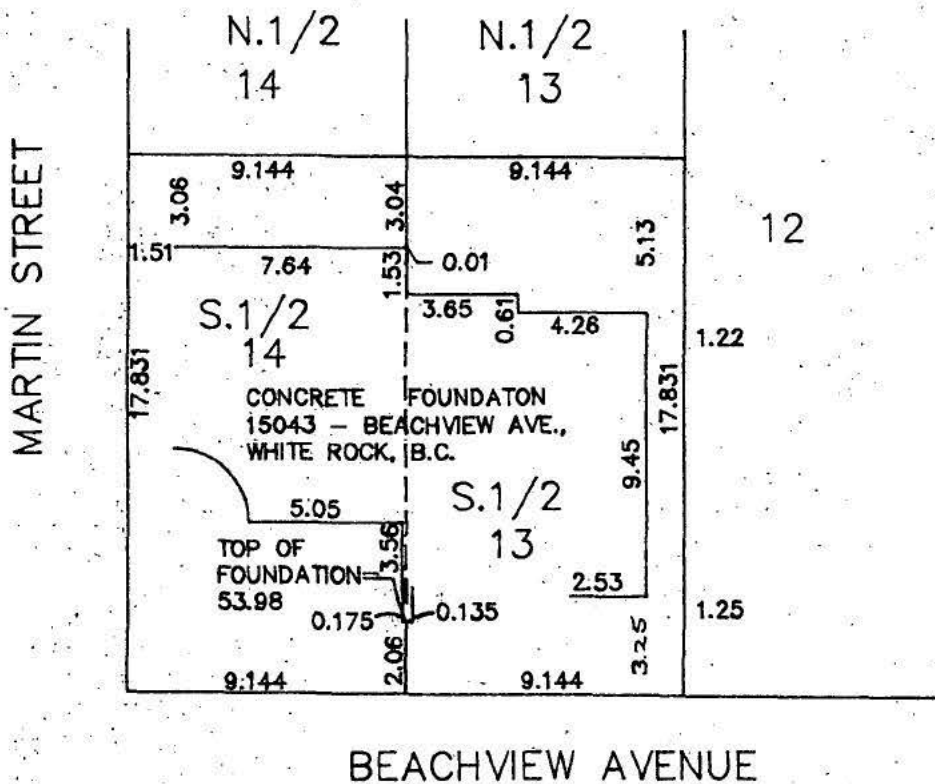 N.1/2
14
N.1/2
13
MARTIN STREET
9.144
9.144
3.06
3.04
5.13
12
1.51
7.64
1.53
0.01
3.65
0.61
4.26
1.22
S.1/2
14
17.831
17.831
CONCRETE FOUNDATON
15043 – BEACHVIEW AVE.,
WHITE ROCK, B.C.
9.45
5.05
S.1/2
13
TOP OF
FOUNDATION
53.98
3.56
2.53
0.175
0.135
1.25
3.25
2.06
9.144
9.144
BEACHVIEW AVENUE